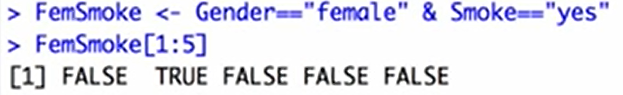 > FemSmoke <- Gender=="female" & Smoke=="yes"
> FemSmoke[1:5]
[1] FALSE  TRUE FALSE FALSE FALSE